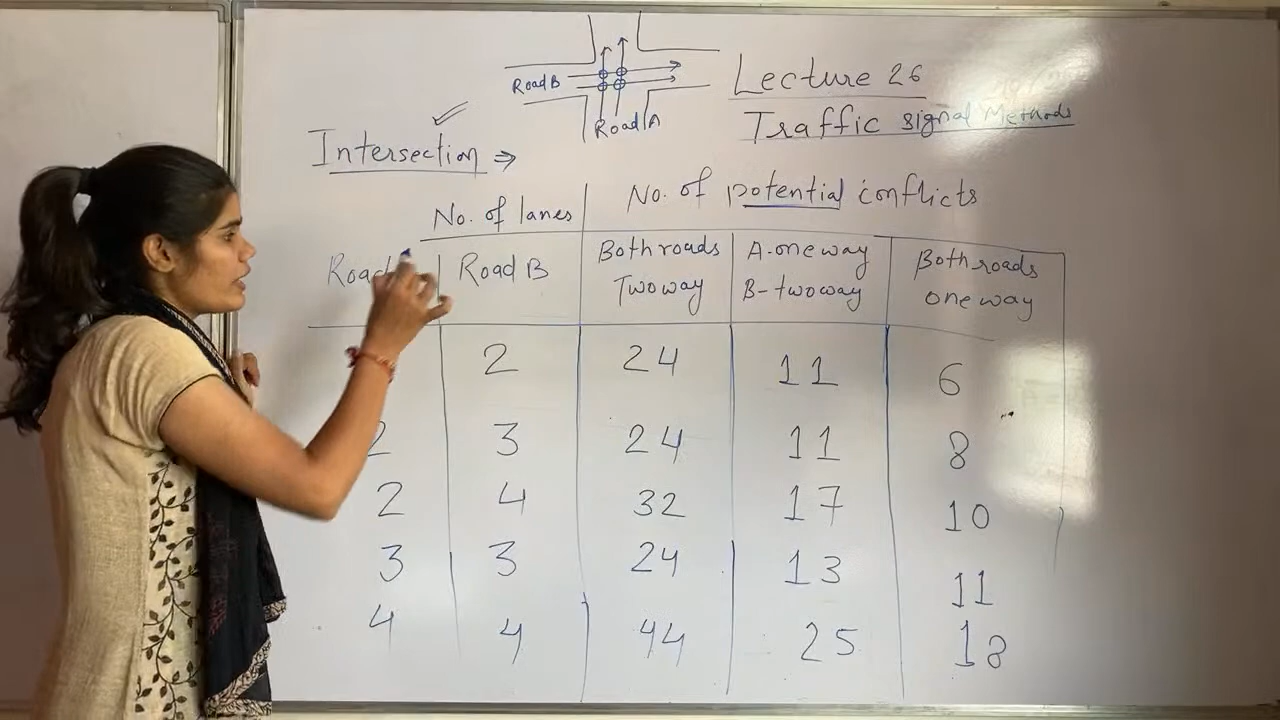 Lecture 26
Traffic signal Methods
Road B
Road A
Intersection ⇒
No. of lanes
No. of potential conflicts
Road
Road B
Both roads Two way
A-one way B-two way
Both roads one way
2 24 11 6
2 3 24 11 8
2 4 32 17 10
3 3 24 13 11
4 4 44 25 18